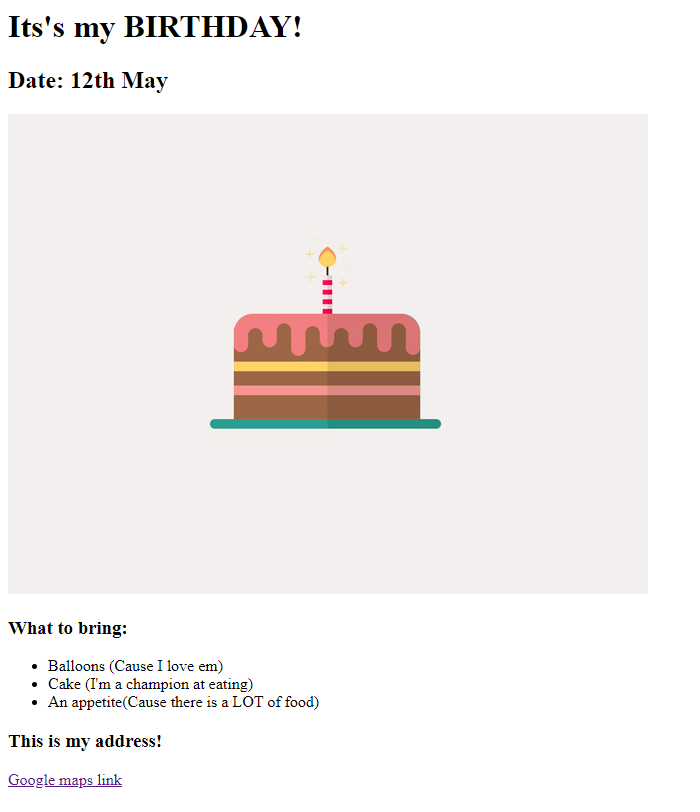 Its's my BIRTHDAY!
Date: 12th May
What to bring:
Balloons (Cause I love em)
Cake (I'm a champion at eating)
An appetite(Cause there is a LOT of food)
This is my address!
Google maps link